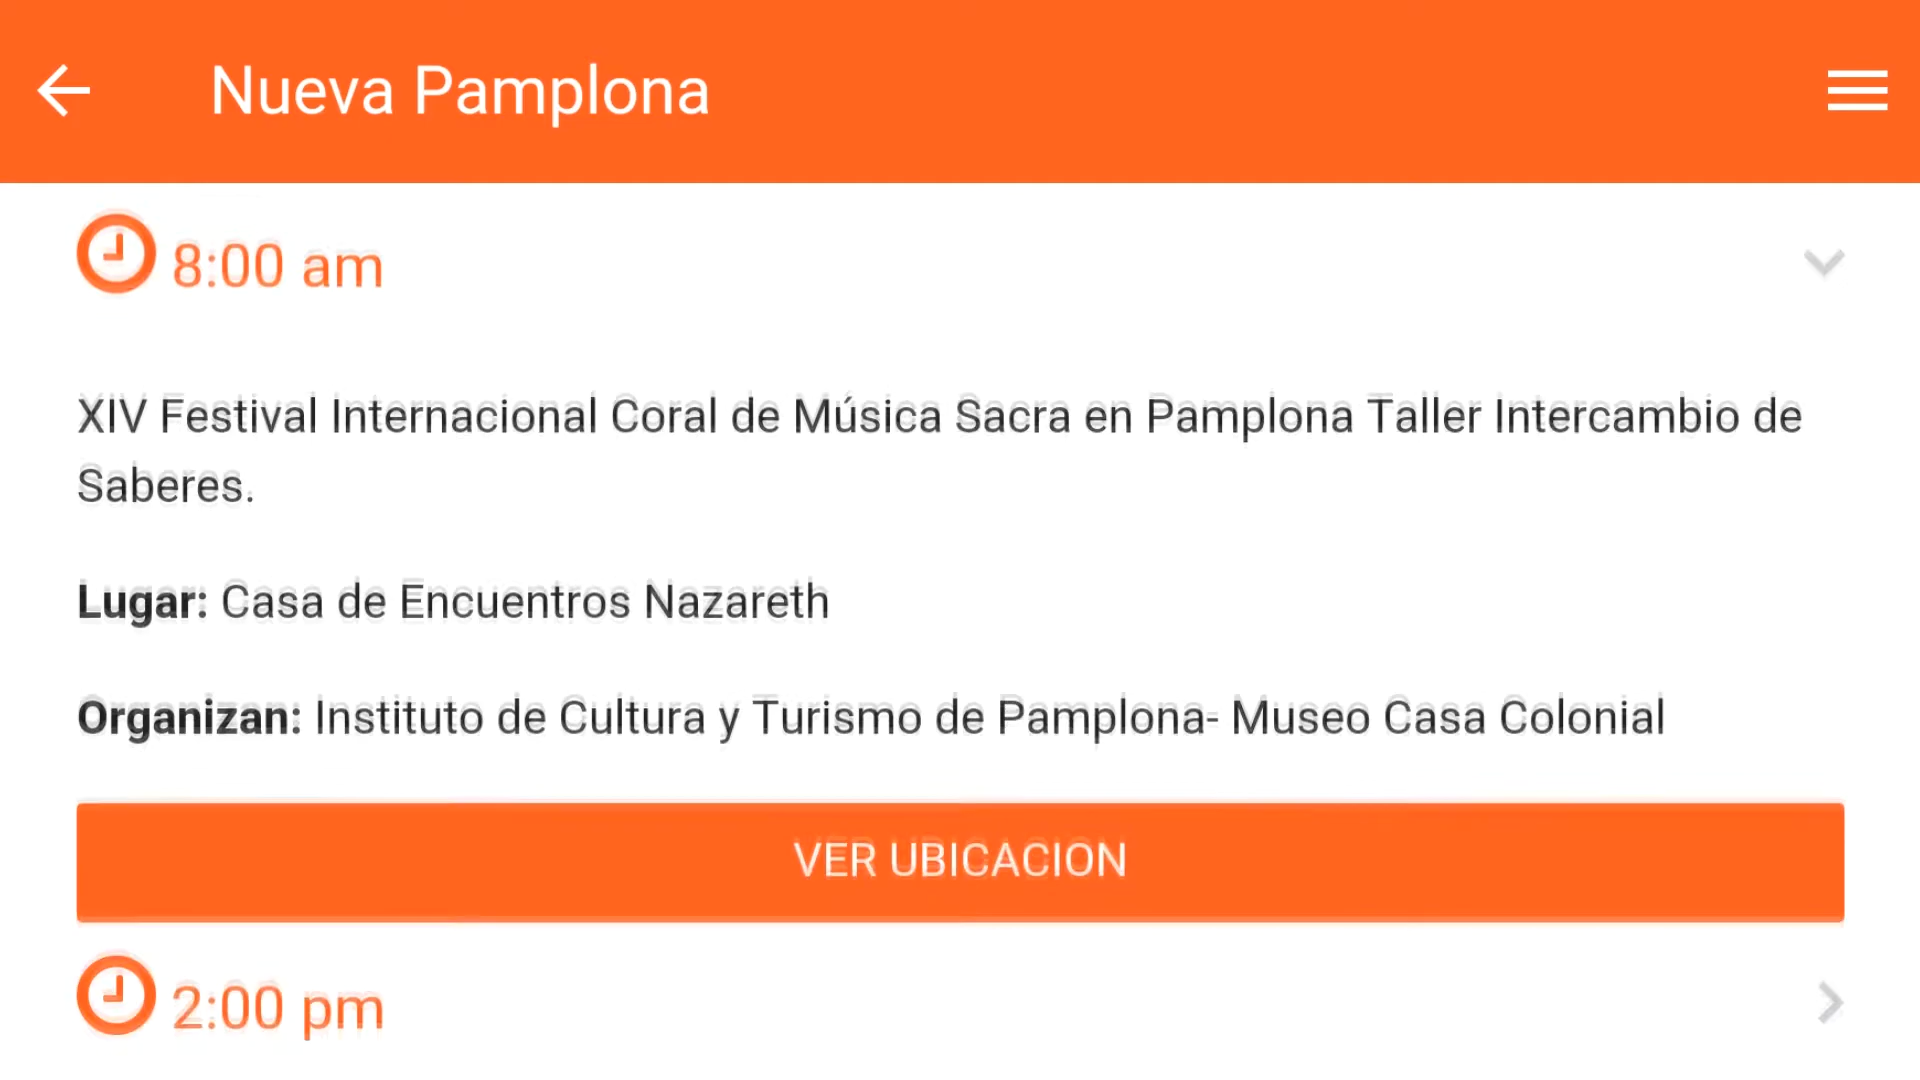 Nueva Pamplona
8:00 am
XIV Festival Internacional Coral de Música Sacra en Pamplona Taller Intercambio de
Saberes.
Lugar: Casa de Encuentros Nazareth
Organizan: Instituto de Cultura y Turismo de Pamplona- Museo Casa Colonial
VER UBICACION
2:00 pm